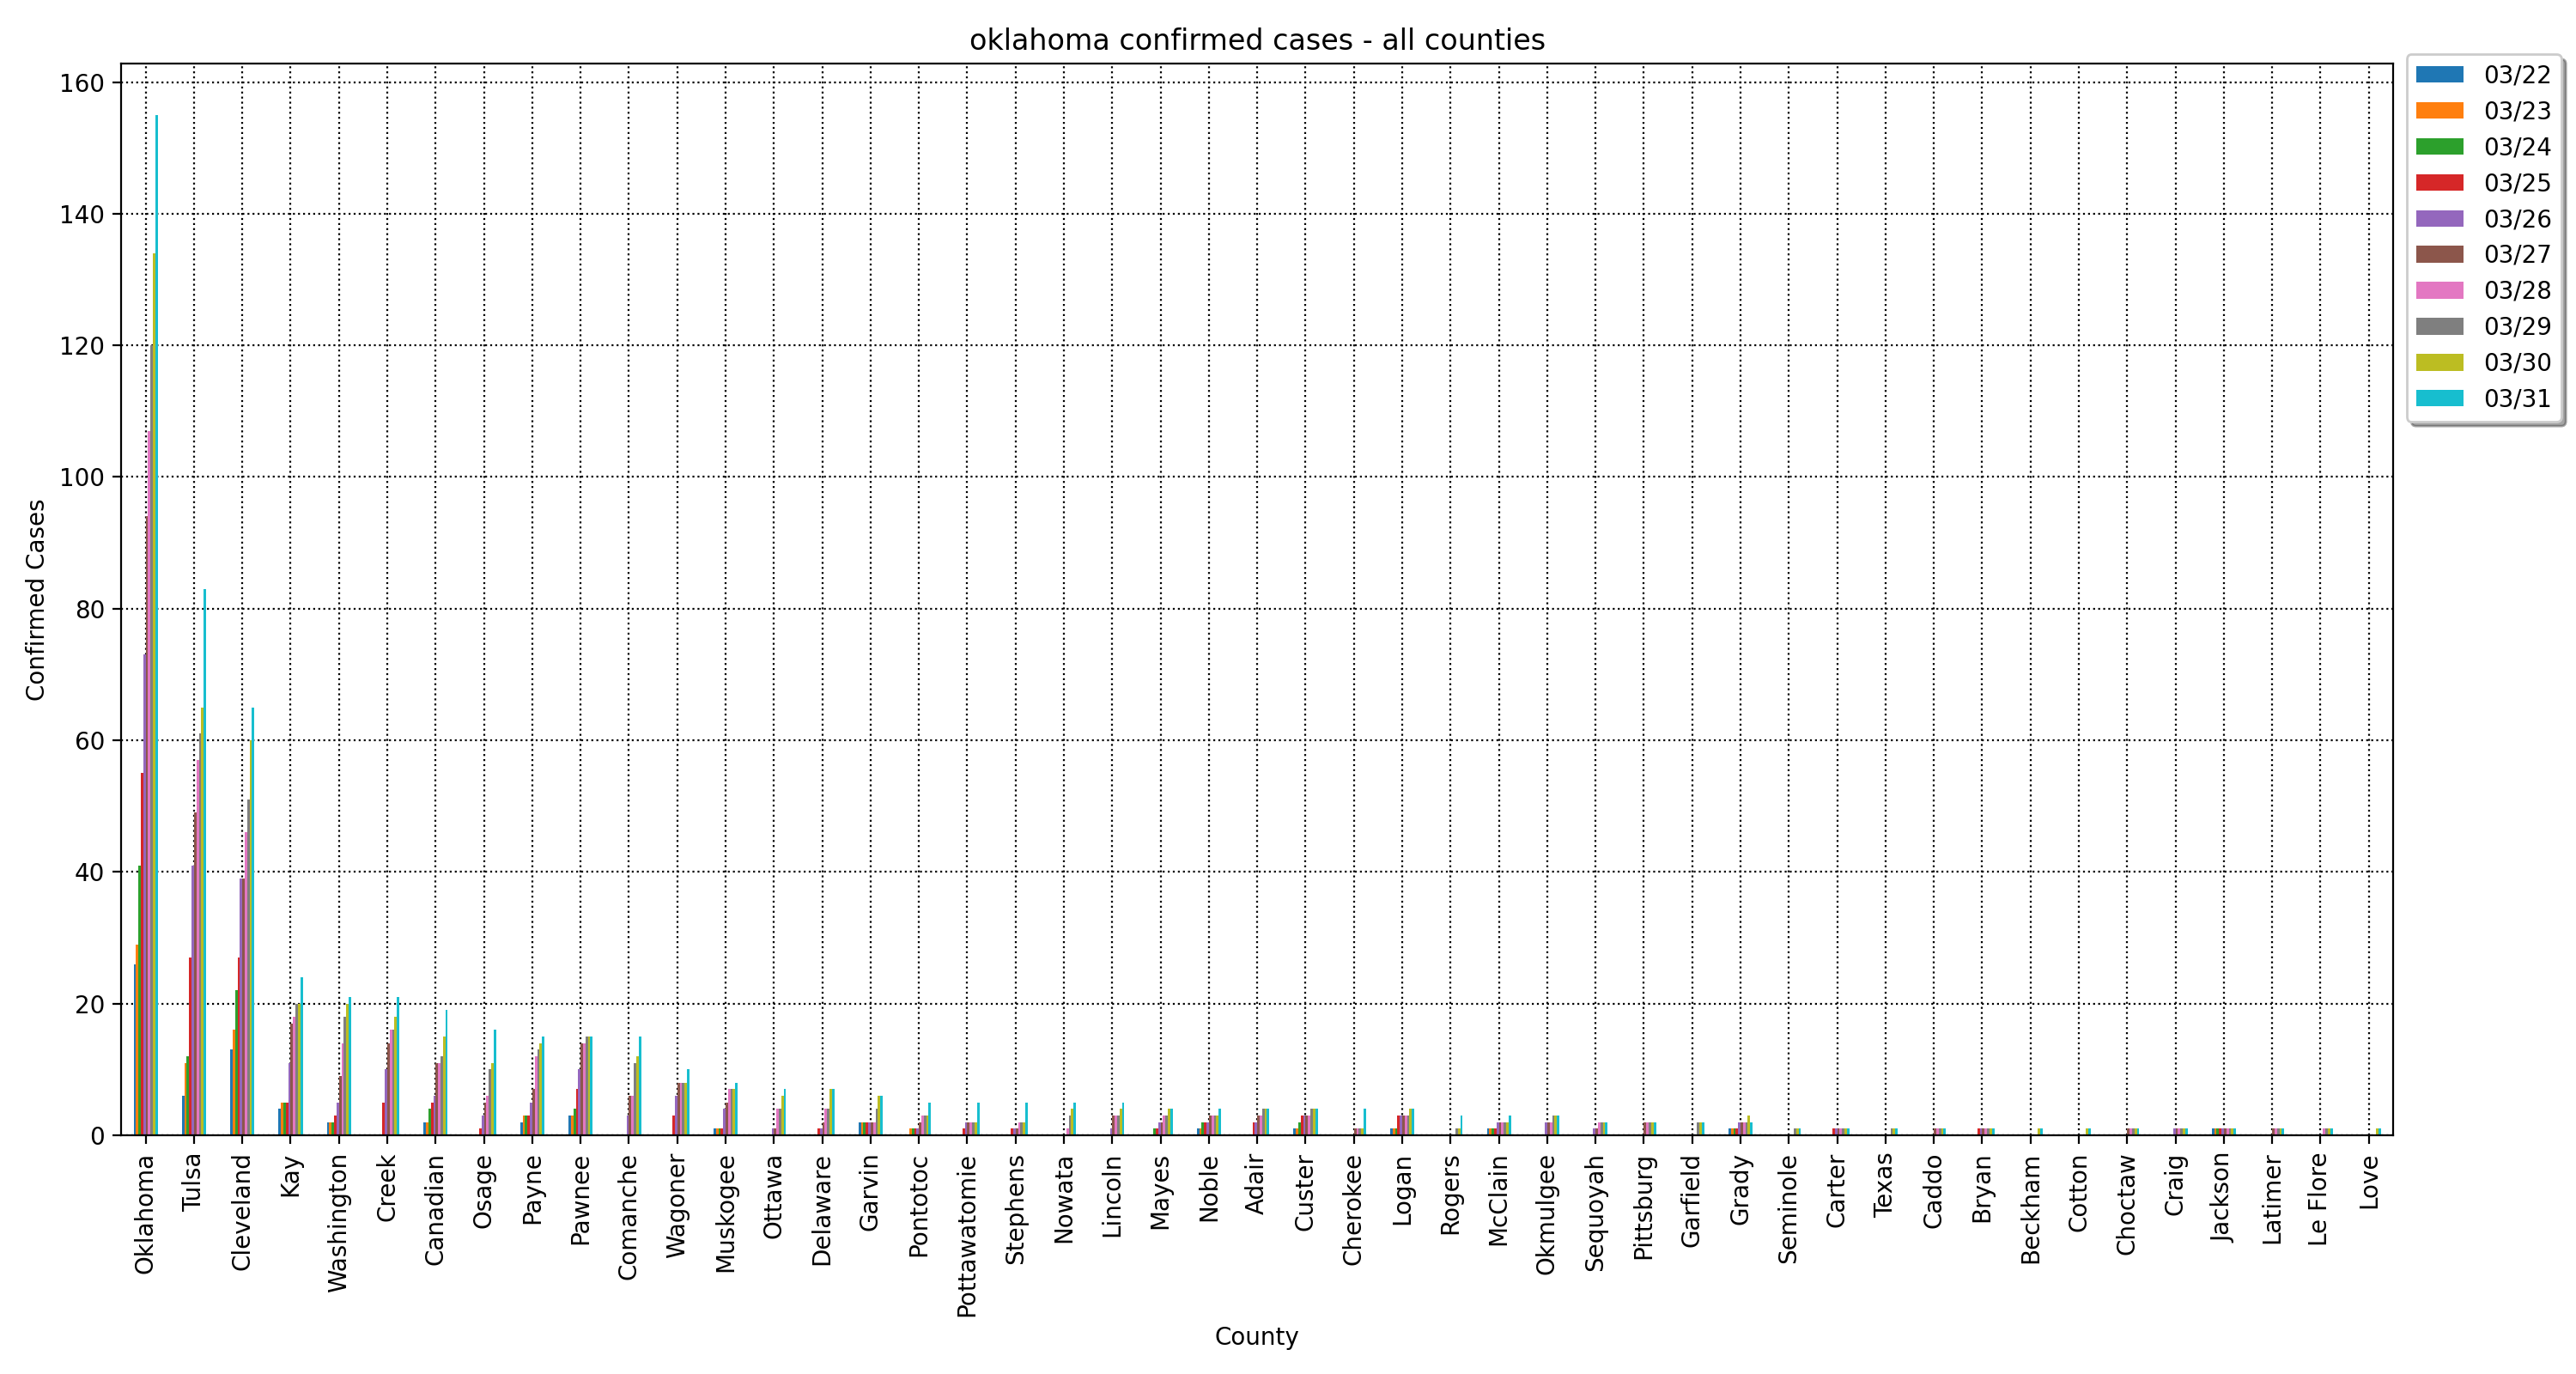 oklahoma confirmed cases - all counties
03/22
03/23
03/24
03/25
03/26
03/27
03/28
03/29
03/30
03/31
Confirmed Cases
160
140
120
100
80
60
40
20
0
Oklahoma
Tulsa
Cleveland
Kay
Washington
Creek
Canadian
Osage
Payne
Pawnee
Comanche
Wagoner
Muskogee
Ottawa
Delaware
Garvin
Pontotoc
Pottawatomie
Stephens
Nowata
Lincoln
Mayes
Noble
Adair
Custer
Cherokee
Logan
Rogers
McClain
Okmulgee
Sequoyah
Pittsburg
Garfield
Grady
Seminole
Carter
Texas
Caddo
Bryan
Beckham
Cotton
Choctaw
Craig
Jackson
Latimer
Le Flore
Love
County